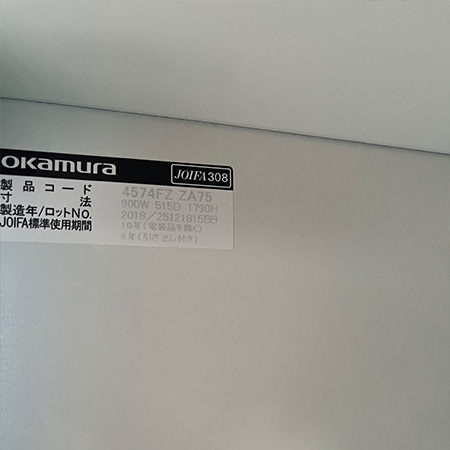 okamura JOIFA308
製品コード 4574FZ ZA75
寸法 900W 515D 1790H
製造年/ロットNo. 2018/25121815BB
JOIFA標準使用期間 10年(電製品を除く)
8年(引き出し付き)